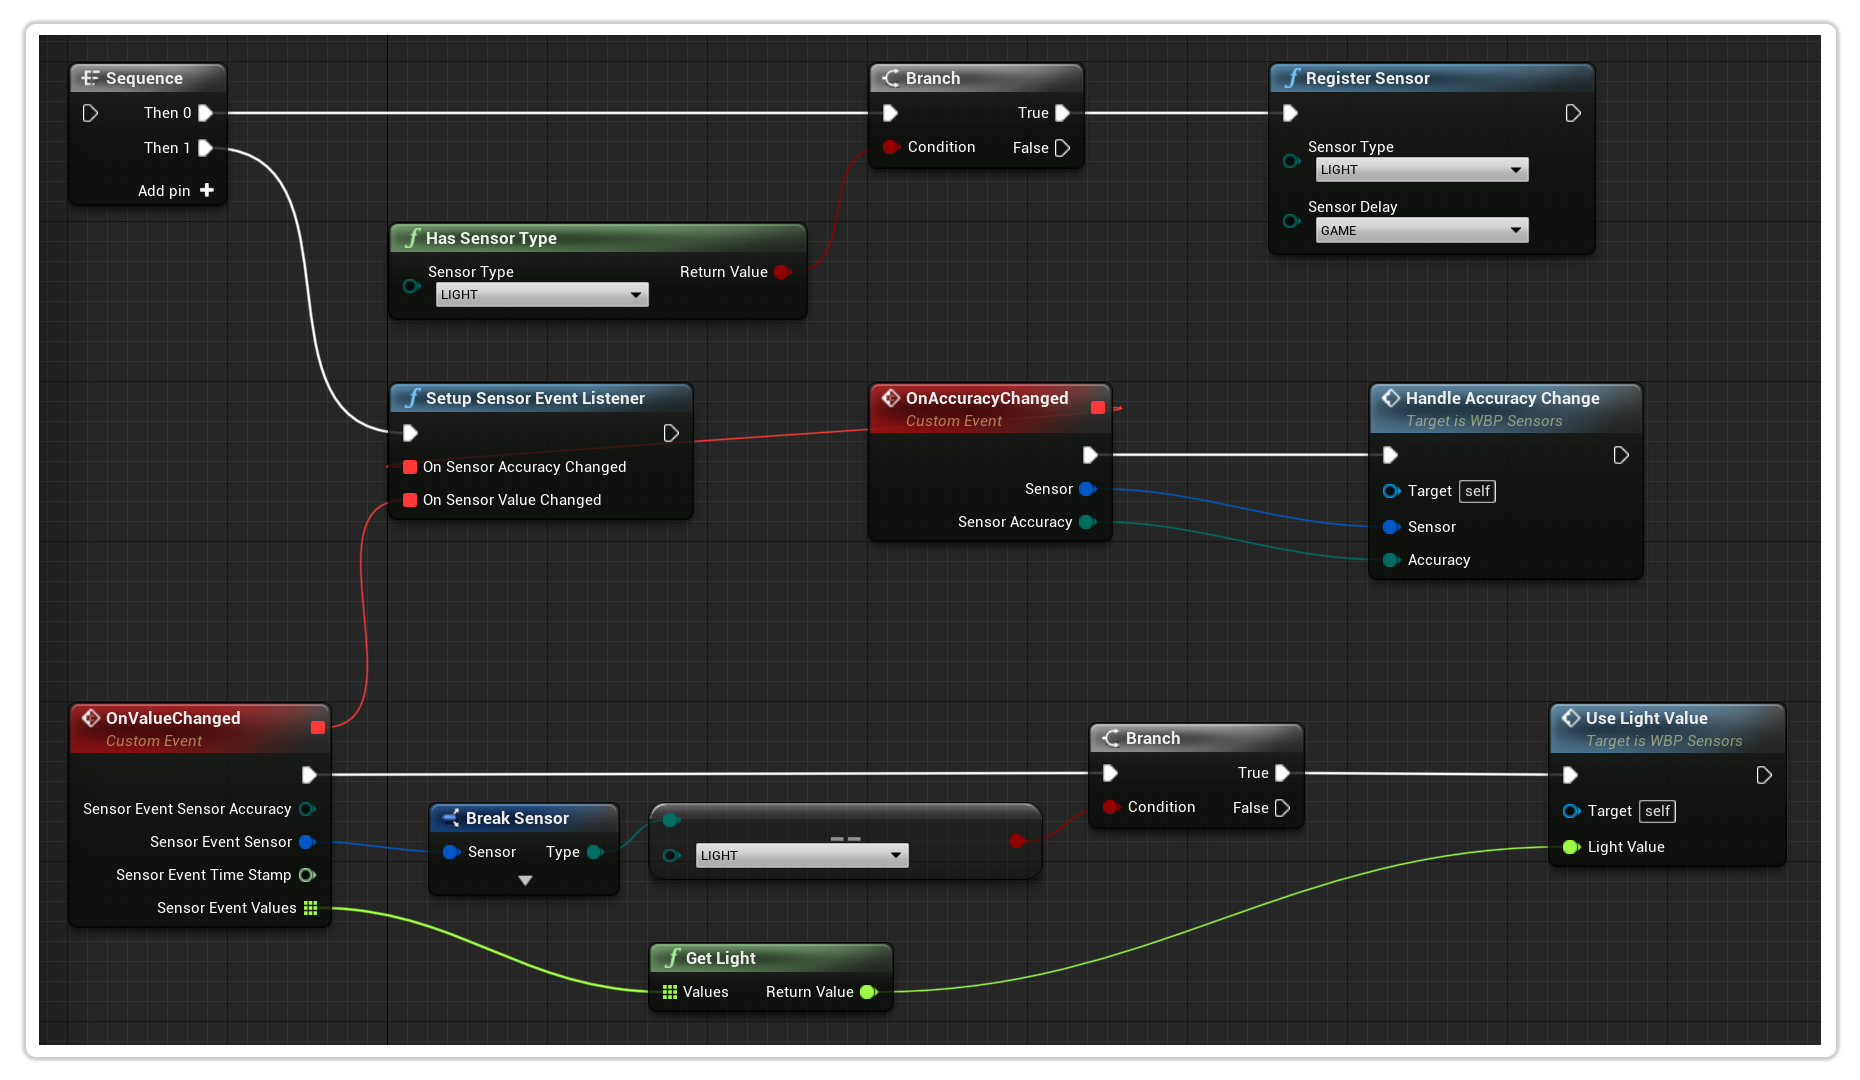 Sequence
Then 0
Then 1
Add pin
Branch
True
Condition
False
Register Sensor
Sensor Type
LIGHT
Sensor Delay
GAME
Has Sensor Type
Sensor Type
Return Value
LIGHT
Setup Sensor Event Listener
On Sensor Accuracy Changed
On Sensor Value Changed
OnAccuracyChanged
Custom Event
Sensor
Sensor Accuracy
Handle Accuracy Change
Target is WBP Sensors
Target self
Sensor
Accuracy
OnValueChanged
Custom Event
Sensor Event Sensor Accuracy
Sensor Event Sensor
Sensor Event Time Stamp
Sensor Event Values
Break Sensor
Sensor Type
==
LIGHT
Branch
True
Condition
False
Use Light Value
Target is WBP Sensors
Target self
Light Value
Get Light
Values Return Value